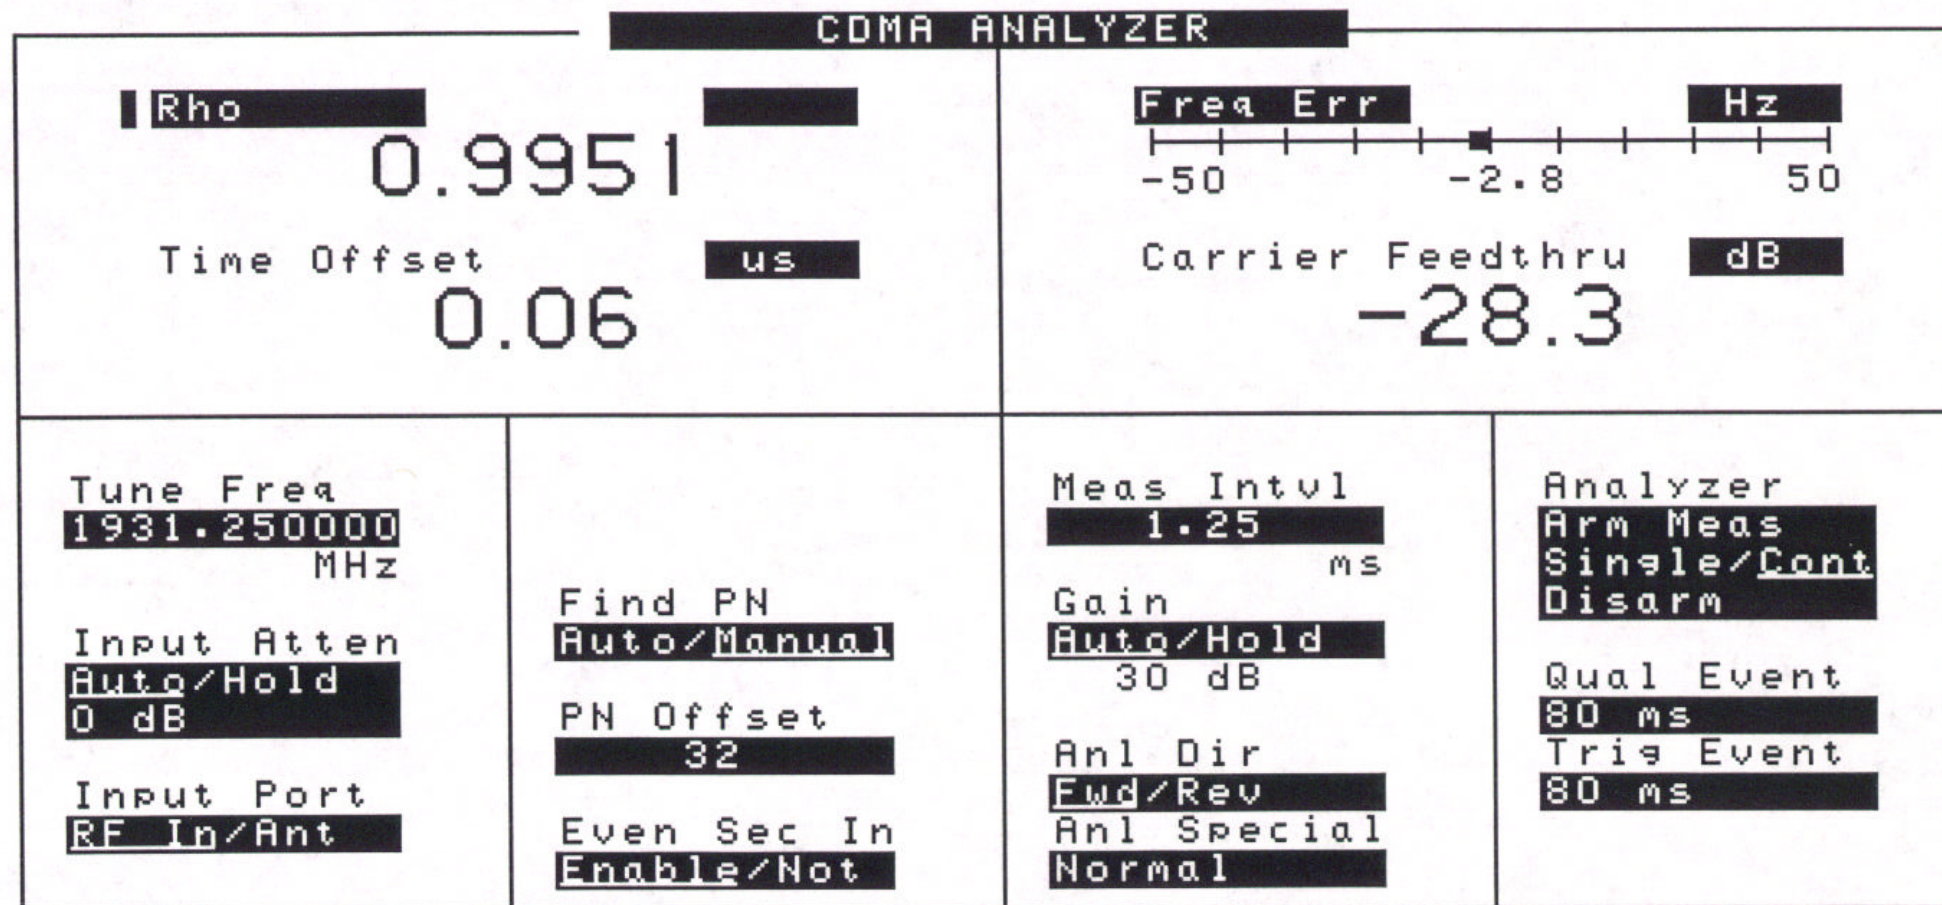 CDMA ANALYZER
Rho
0.9951
Time Offset us
0.06
Freq Err Hz
-50 -2.8 50
Carrier Feedthru dB
-28.3
Tune Freq
1931.250000
MHz
Input Atten
Auto/Hold
0 dB
Input Port
RF In/Ant
Find PN
Auto/Manual
PN Offset
32
Even Sec In
Enable/Not
Meas Intvl
1.25
ms
Gain
Auto/Hold
30 dB
Anl Dir
Fwd/Rev
Anl Special
Normal
Analyzer
Arm Meas
Single/Cont
Disarm
Qual Event
80 ms
Trig Event
80 ms